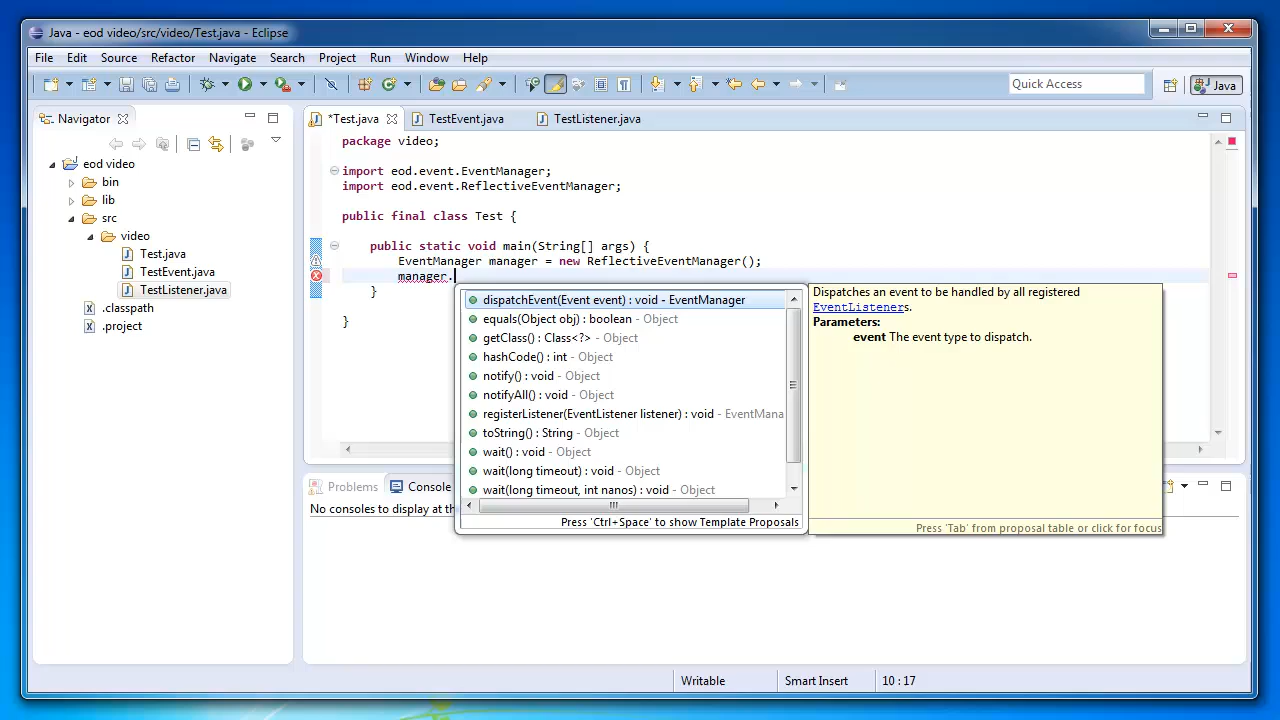 Java - eod video/src/video/Test.java - Eclipse
File Edit Source Refactor Navigate Search Project Run Window Help
Quick Access
Java
Navigator
eod video
bin
lib
src
video
Test.java
TestEvent.java
TestListener.java
.classpath
.project
*Test.java TestEvent.java TestListener.java
package video;
import eod.event.EventManager;
import eod.event.ReflectiveEventManager;
public final class Test {
public static void main(String[] args) {
EventManager manager = new ReflectiveEventManager();
manager.
}
}
dispatchEvent(Event event) : void - EventManager
equals(Object obj) : boolean - Object
getClass() : Class<?> - Object
hashCode() : int - Object
notify() : void - Object
notifyAll() : void - Object
registerListener(EventListener listener) : void - EventMana
toString() : String - Object
wait() : void - Object
wait(long timeout) : void - Object
wait(long timeout, int nanos) : void - Object
Press 'Ctrl+Space' to show Template Proposals
Dispatches an event to be handled by all registered
EventListeners.
Parameters:
event The event type to dispatch.
Press 'Tab' from proposal table or click for focus
Problems Console
No consoles to display at th
Writable Smart Insert 10 : 17